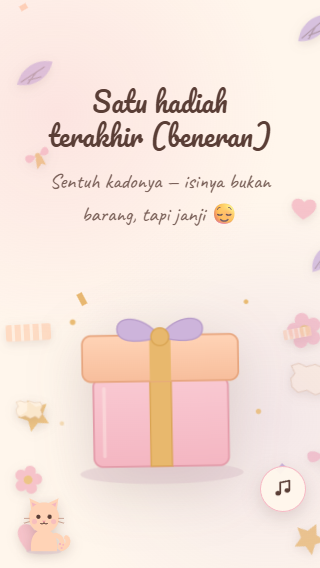 Satu hadiah
terakhir (beneran)
Sentuh kadonya — isinya bukan
barang, tapi janji 😌